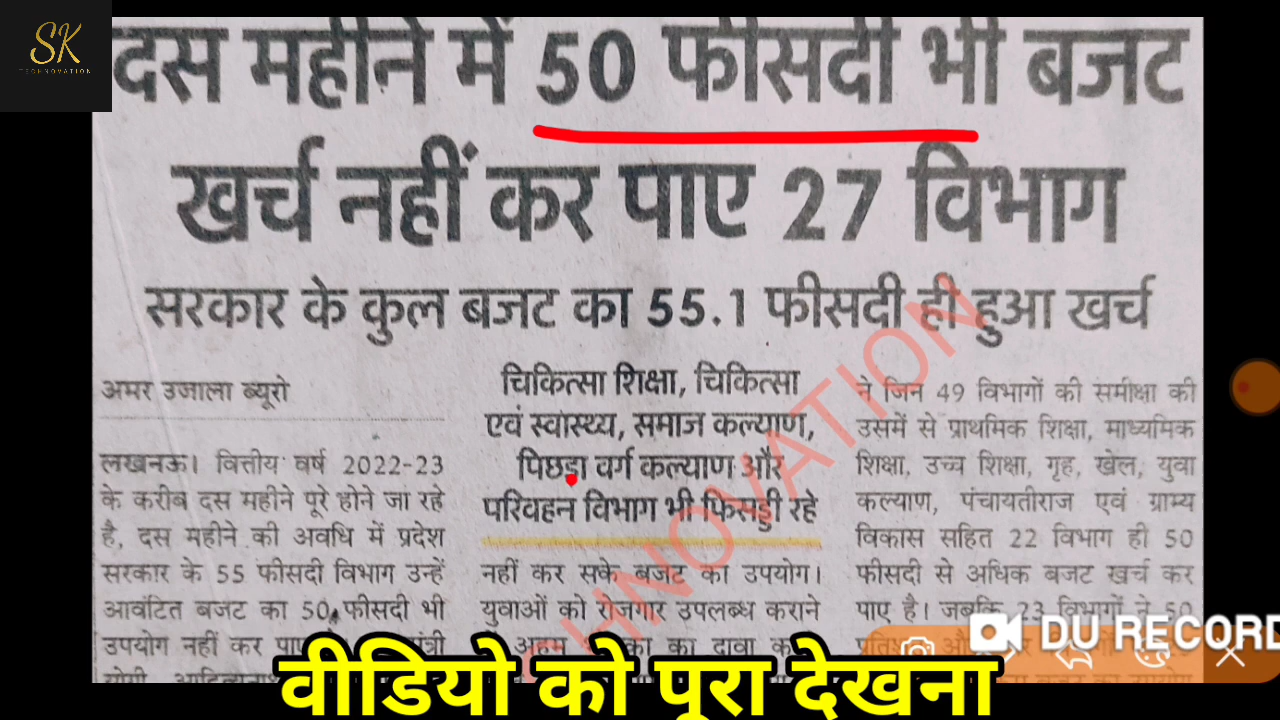 SK
TECHNOVATION
दस महीने में 50 फीसदी भी बजट
खर्च नहीं कर पाए 27 विभाग
सरकार के कुल बजट का 55.1 फीसदी ही हुआ खर्च
अमर उजाला ब्यूरो
लखनऊ। वित्तीय वर्ष 2022-23
के करीब दस महीने पूरे होने जा रहे
है, दस महीने की अवधि में प्रदेश
सरकार के 55 फीसदी विभाग उन्हें
आवंटित बजट का 50 फीसदी भी
उपयोग नहीं कर
चिकित्सा शिक्षा, चिकित्सा
एवं स्वास्थ्य, समाज कल्याण,
पिछड़ा वर्ग कल्याण और
परिवहन विभाग भी फिसड्डी रहे
नहीं कर सके बजट का उपयोग।
युवाओं को रोजगार उपलब्ध कराने
का दावा
ने जिन 49 विभागों की समीक्षा की
उसमें से प्राथमिक शिक्षा, माध्यमिक
शिक्षा, उच्च शिक्षा, गृह, खेल, युवा
कल्याण, पंचायतीराज एवं ग्राम्य
विकास सहित 22 विभाग ही 50
फीसदी से अधिक बजट खर्च कर
पाए है। जबकि 23 विभागों ने 50
HNOVATION
DU RECORD
वीडियो को पूरा देखना